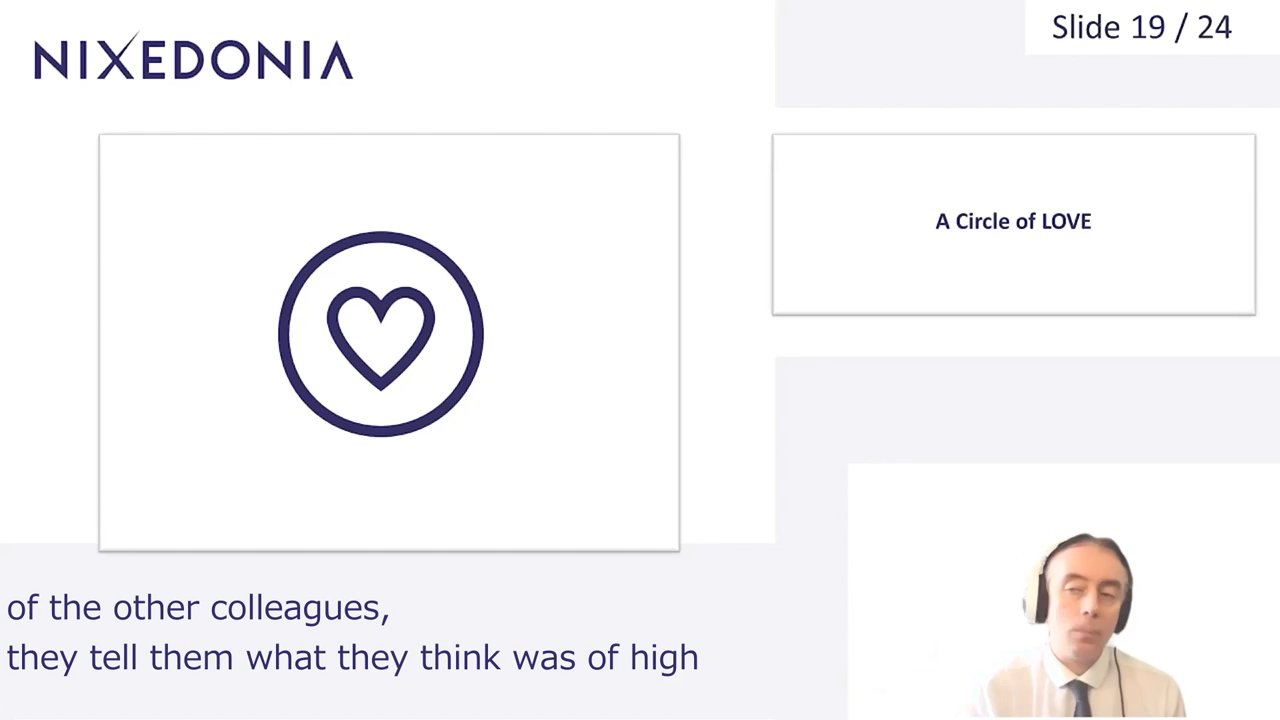 NIXEDONIA
Slide 19 / 24
A Circle of LOVE
of the other colleagues,
they tell them what they think was of high